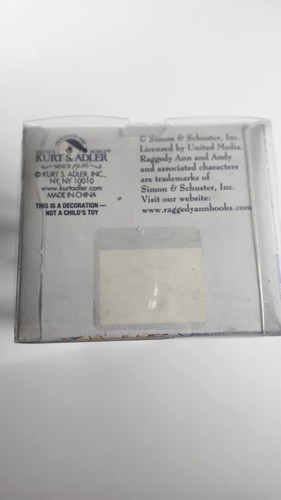 KURT S. ADLER
SINCE 1946
© KURT S. ADLER, INC.,
NY, NY 10010
www.kurtadler.com
MADE IN CHINA
THIS IS A DECORATION—
NOT A CHILD'S TOY
© Simon & Schuster, Inc.
Licensed by United Media.
Raggedy Ann and Andy
and associated characters
are trademarks of
Simon & Schuster, Inc.
Visit our website:
www.raggedyannbooks.com